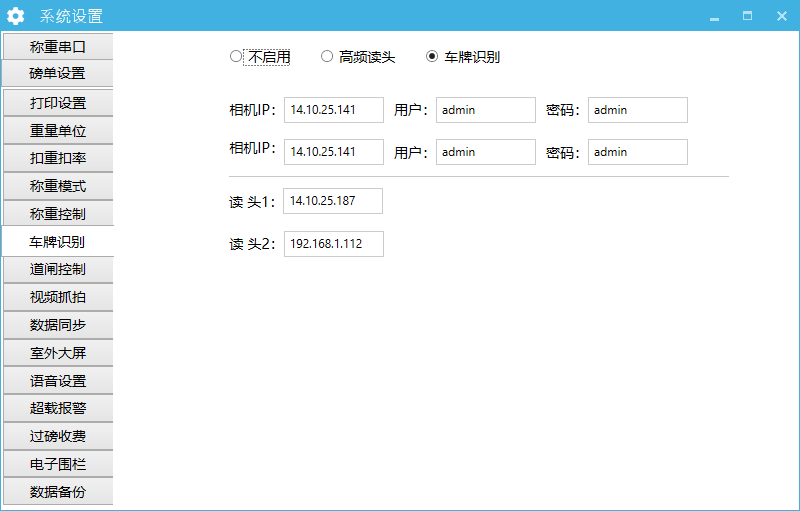 系统设置
称重串口
磅单设置
打印设置
重量单位
扣重扣率
称重模式
称重控制
车牌识别
道闸控制
视频抓拍
数据同步
室外大屏
语音设置
超载报警
过磅收费
电子围栏
数据备份
不启用 高频读头 车牌识别
相机IP: 14.10.25.141 用户: admin 密码: admin
相机IP: 14.10.25.141 用户: admin 密码: admin
读 头1: 14.10.25.187
读 头2: 192.168.1.112